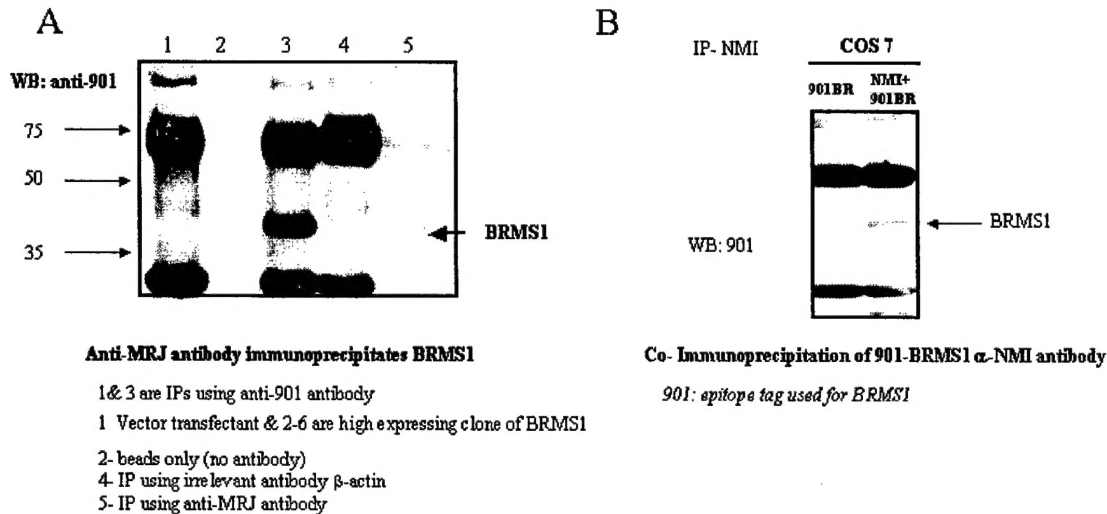 A
1 2 3 4 5
WB: anti-901
75
50
35
BRMS1
Anti-MRJ antibody immunoprecipitates BRMS1
1& 3 are IPs using anti-901 antibody
1 Vector transfectant & 2-6 are high expressing clone of BRMS1
2- beads only (no antibody)
4- IP using irrelevant antibody β-actin
5- IP using anti-MRJ antibody
B
IP- NMI
COS 7
901BR
NMI+
901BR
BRMS1
WB: 901
Co- Immunoprecipitation of 901-BRMS1 α-NMI antibody
901: epitope tag used for BRMS1